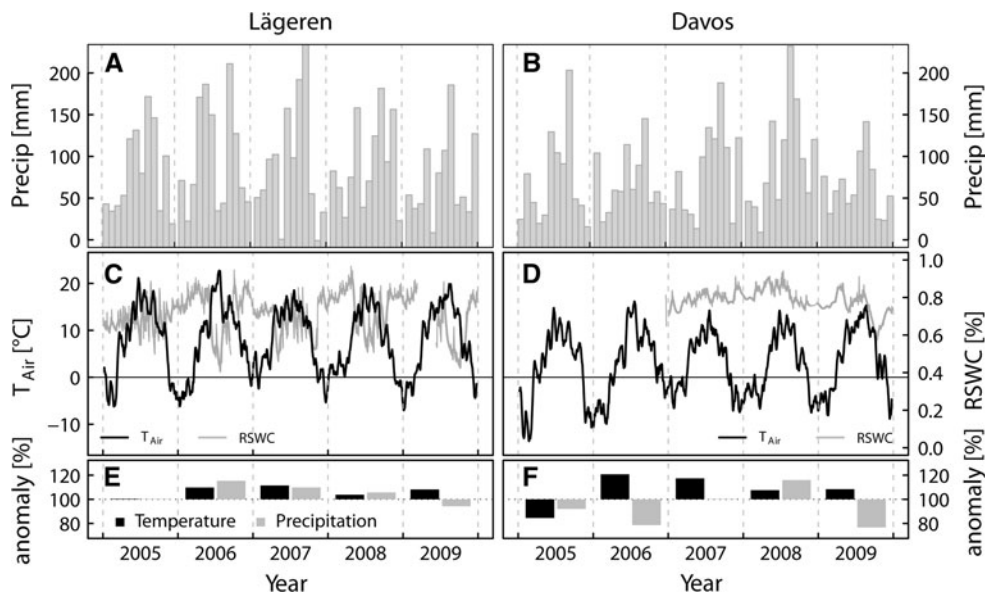 Lägeren Davos
A
B
Precip [mm]
200
150
100
50
0
200
150
100
50
0
Precip [mm]
C
D
T Air [°C]
20
10
0
−10
1.0
0.8
0.6
0.4
0.2
0.0
RSWC [%]
T Air RSWC
T Air RSWC
E
F
anomaly [%]
120
100
80
120
100
80
anomaly [%]
Temperature Precipitation
2005 2006 2007 2008 2009
2005 2006 2007 2008 2009
Year
Year